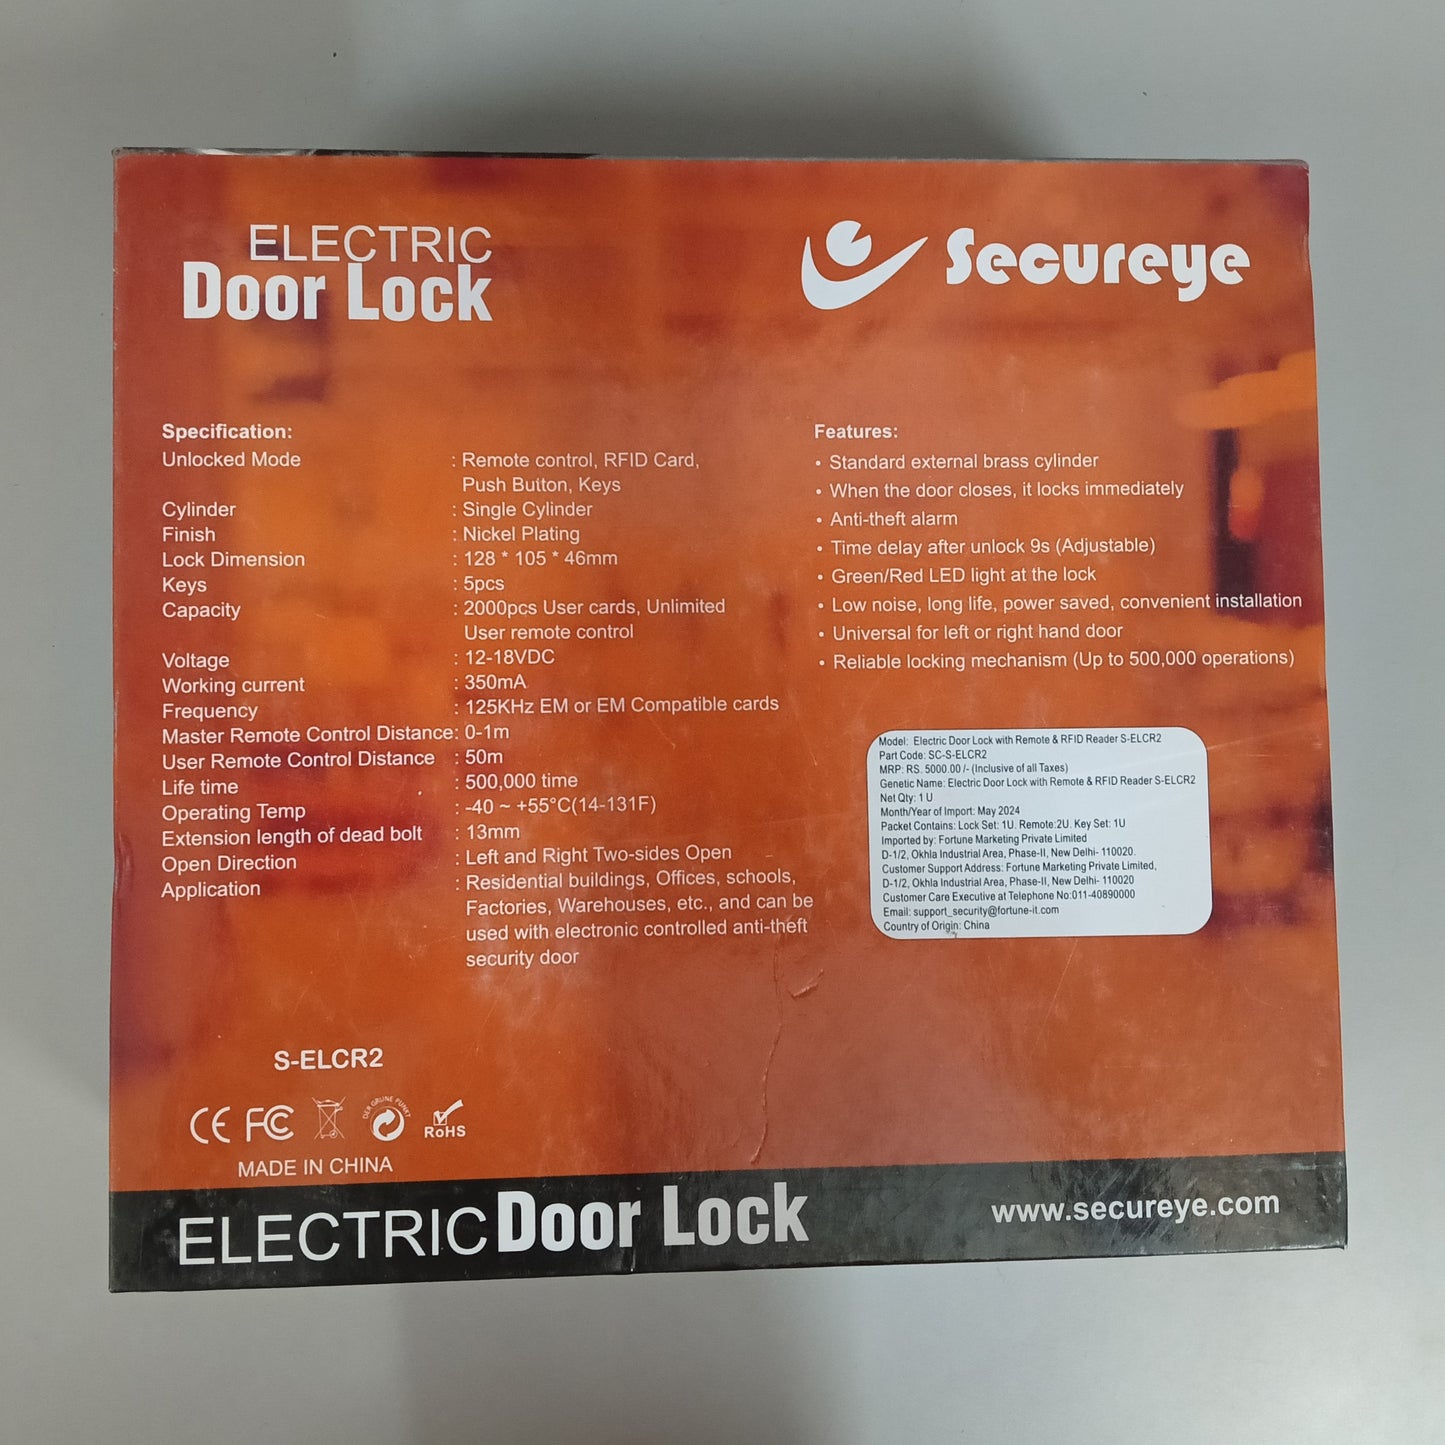 ELECTRIC
Door Lock
Secureye
Specification:
Unlocked Mode : Remote control, RFID Card,
Push Button, Keys
Cylinder : Single Cylinder
Finish : Nickel Plating
Lock Dimension : 128 * 105 * 46mm
Keys : 5pcs
Capacity : 2000pcs User cards, Unlimited
User remote control
Voltage : 12-18VDC
Working current : 350mA
Frequency : 125KHz EM or EM Compatible cards
Master Remote Control Distance: 0-1m
User Remote Control Distance : 50m
Life time : 500,000 time
Operating Temp : -40 ~ +55°C(14-131F)
Extension length of dead bolt : 13mm
Open Direction : Left and Right Two-sides Open
Application : Residential buildings, Offices, schools,
Factories, Warehouses, etc., and can be
used with electronic controlled anti-theft
security door
Features:
• Standard external brass cylinder
• When the door closes, it locks immediately
• Anti-theft alarm
• Time delay after unlock 9s (Adjustable)
• Green/Red LED light at the lock
• Low noise, long life, power saved, convenient installation
• Universal for left or right hand door
• Reliable locking mechanism (Up to 500,000 operations)
Model: Electric Door Lock with Remote & RFID Reader S-ELCR2
Part Code: SC-S-ELCR2
MRP: RS. 5000.00 /- (Inclusive of all Taxes)
Genetic Name: Electric Door Lock with Remote & RFID Reader S-ELCR2
Net Qty: 1 U
Month/Year of Import: May 2024
Packet Contains: Lock Set: 1U. Remote:2U. Key Set: 1U
Imported by: Fortune Marketing Private Limited
D-1/2, Okhla Industrial Area, Phase-II, New Delhi- 110020.
Customer Support Address: Fortune Marketing Private Limited,
D-1/2, Okhla Industrial Area, Phase-II, New Delhi- 110020
Customer Care Executive at Telephone No:011-40890000
Email: support_security@fortune-it.com
Country of Origin: China
S-ELCR2
CE FC DER GRÜNE PUNKT RoHS
MADE IN CHINA
ELECTRIC Door Lock
www.secureye.com